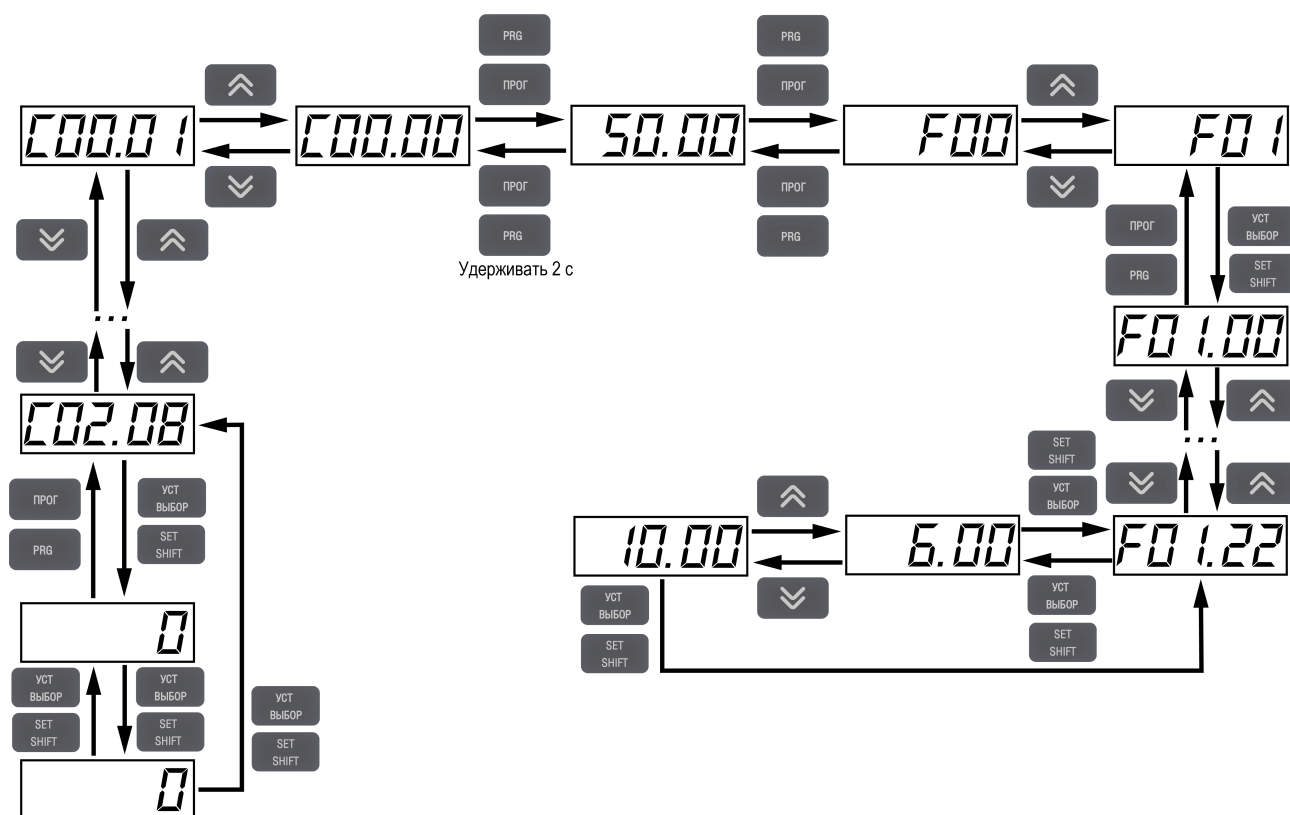 PRG
PRG
ПРОГ
ПРОГ
C00.01
C00.00
50.00
F00
F01
ПРОГ
ПРОГ
PRG
PRG
Удерживать 2 с
ПРОГ
УСТ
ВЫБОР
PRG
SET
SHIFT
F01.00
...
...
C02.08
SET
SHIFT
УСТ
ВЫБОР
ПРОГ
УСТ
ВЫБОР
PRG
SET
SHIFT
10.00
6.00
F01.22
УСТ
ВЫБОР
SET
SHIFT
УСТ
ВЫБОР
SET
SHIFT
0
УСТ
ВЫБОР
УСТ
ВЫБОР
SET
SHIFT
SET
SHIFT
УСТ
ВЫБОР
SET
SHIFT
0